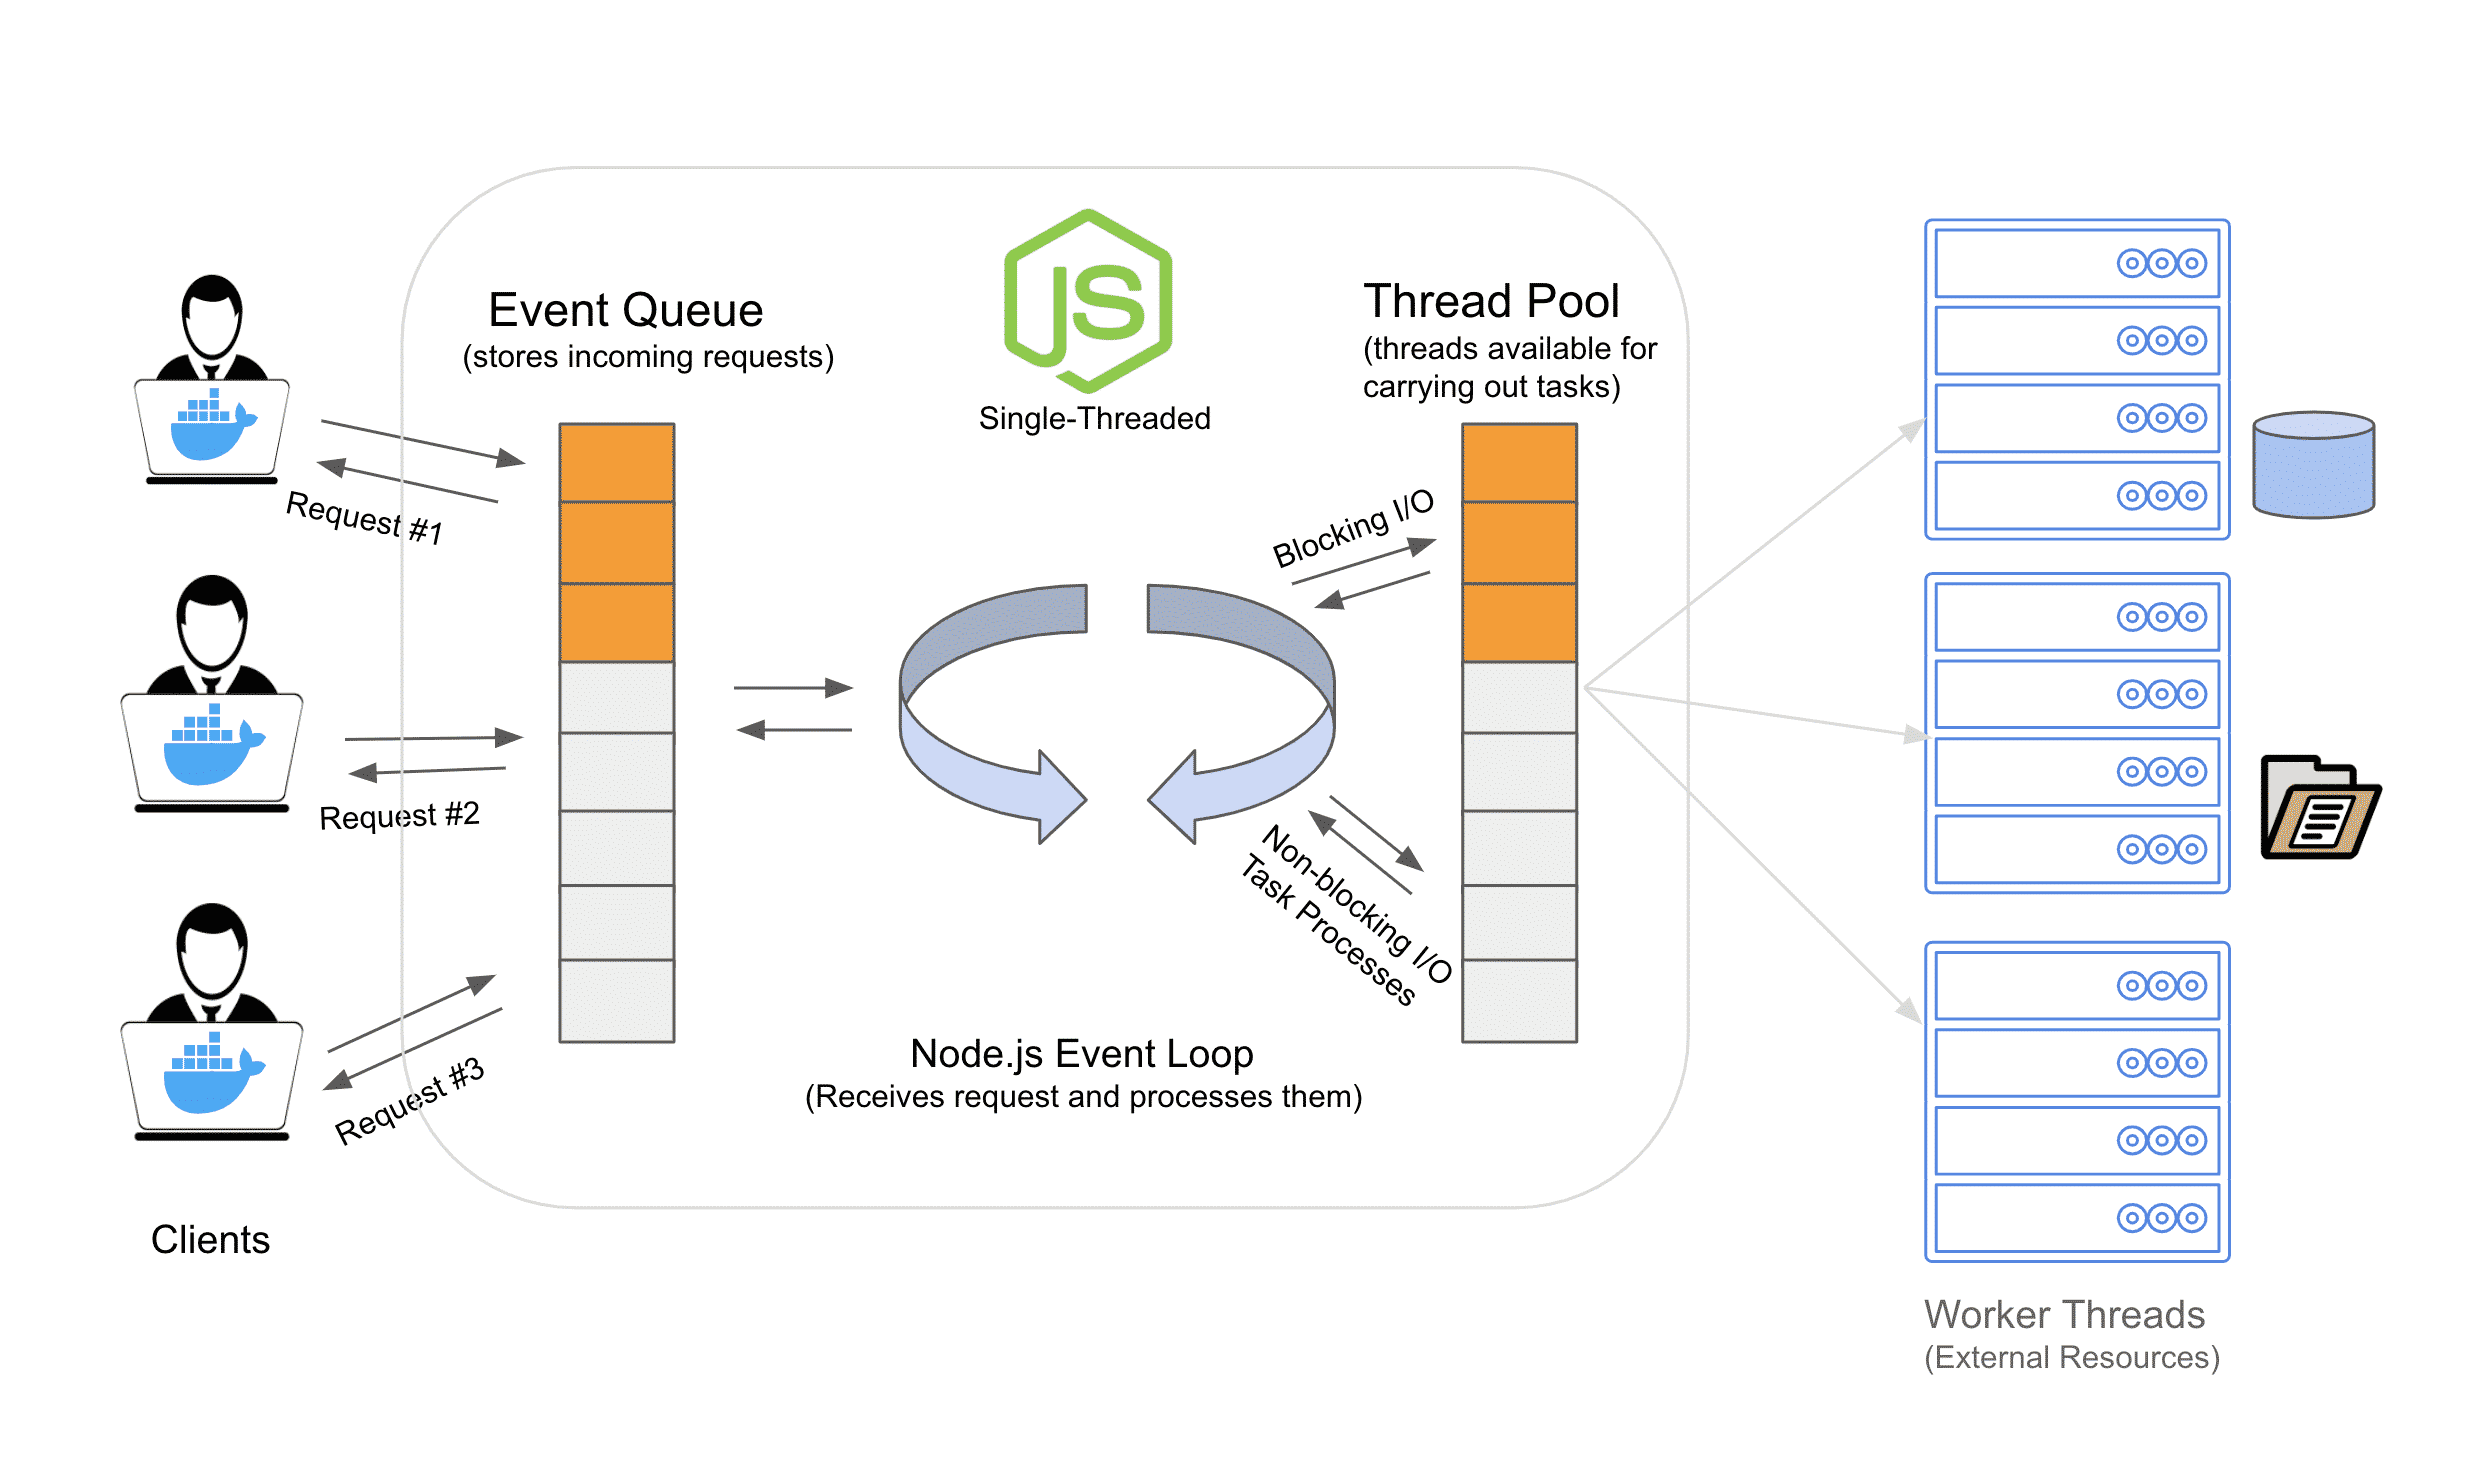 Event Queue
(stores incoming requests)
JS
Single-Threaded
Thread Pool
(threads available for
carrying out tasks)
Request #1
Request #2
Request #3
Blocking I/O
Non-blocking I/O
Task Processes
Node.js Event Loop
(Receives request and processes them)
Clients
Worker Threads
(External Resources)